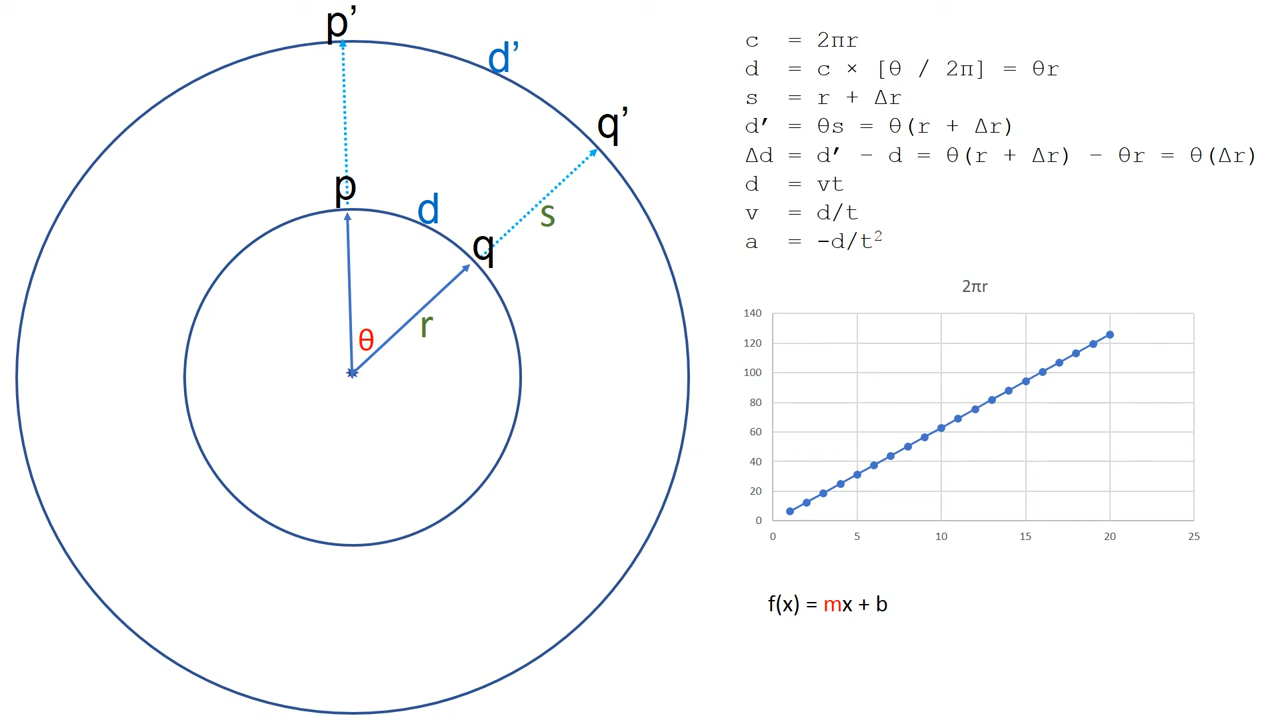 p’
d’
q’
p
d
q
s
r
θ
c = 2πr
d = c × [θ / 2π] = θr
s = r + Δr
d’ = θs = θ(r + Δr)
Δd = d’ - d = θ(r + Δr) - θr = θ(Δr)
d = vt
v = d/t
a = -d/t²
2πr
140
120
100
80
60
40
20
0
0 5 10 15 20 25
f(x) = mx + b